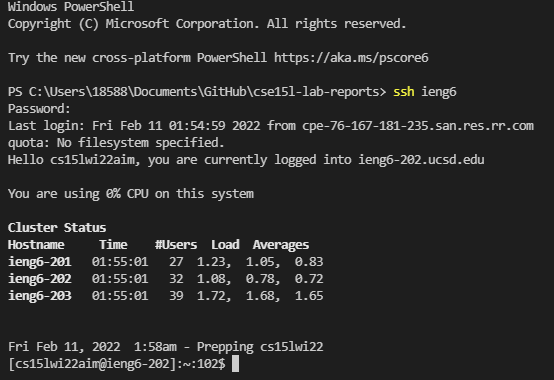 Windows PowerShell
Copyright (C) Microsoft Corporation. All rights reserved.
Try the new cross-platform PowerShell https://aka.ms/pscore6
PS C:\Users\18588\Documents\GitHub\cse15l-lab-reports> ssh ieng6
Password:
Last login: Fri Feb 11 01:54:59 2022 from cpe-76-167-181-235.san.res.rr.com
quota: No filesystem specified.
Hello cs15lwi22aim, you are currently logged into ieng6-202.ucsd.edu
You are using 0% CPU on this system
Cluster Status
Hostname     Time    #Users  Load  Averages
ieng6-201   01:55:01   27  1.23,  1.05,  0.83
ieng6-202   01:55:01   32  1.08,  0.78,  0.72
ieng6-203   01:55:01   39  1.72,  1.68,  1.65
Fri Feb 11, 2022  1:58am - Prepping cs15lwi22
[cs15lwi22aim@ieng6-202]:~:102$